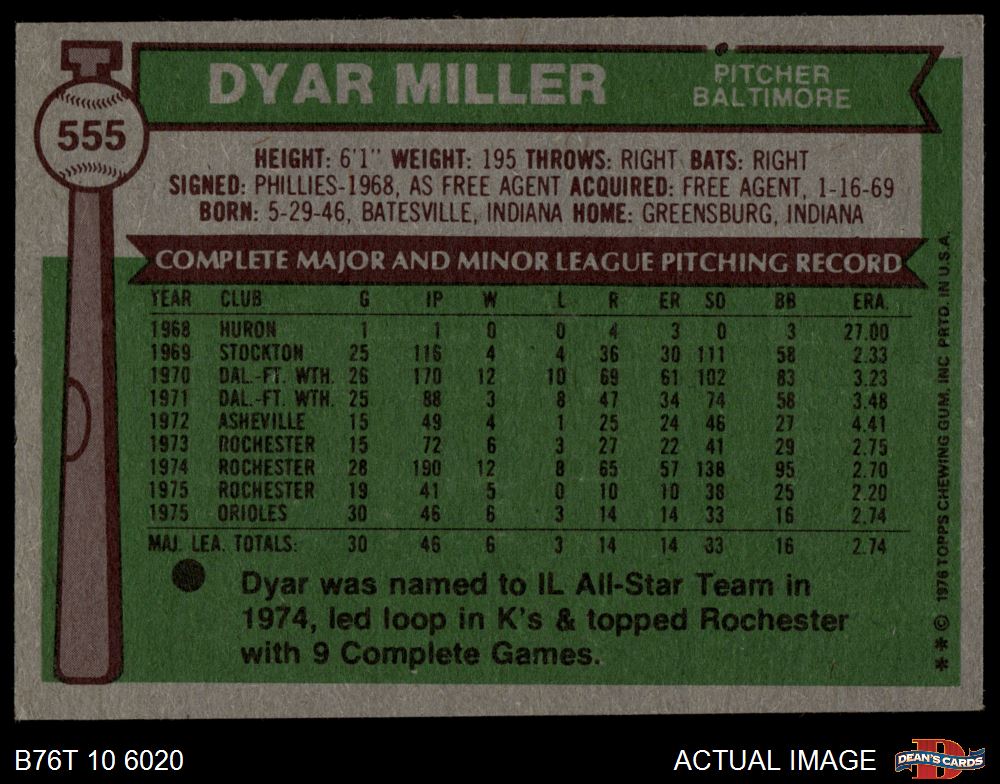 DYAR MILLER
PITCHER
BALTIMORE
555
HEIGHT: 6'1" WEIGHT: 195 THROWS: RIGHT BATS: RIGHT
SIGNED: PHILLIES-1968, AS FREE AGENT ACQUIRED: FREE AGENT, 1-16-69
BORN: 5-29-46, BATESVILLE, INDIANA HOME: GREENSBURG, INDIANA
COMPLETE MAJOR AND MINOR LEAGUE PITCHING RECORD
YEAR CLUB G IP W L R ER SO BB ERA.
1968 HURON 1 1 0 0 4 3 0 3 27.00
1969 STOCKTON 25 116 4 4 36 30 111 58 2.33
1970 DAL.-FT. WTH. 26 170 12 10 69 61 102 83 3.23
1971 DAL.-FT. WTH. 25 88 3 8 47 34 74 58 3.48
1972 ASHEVILLE 15 49 4 1 25 24 46 27 4.41
1973 ROCHESTER 15 72 6 3 27 22 41 29 2.75
1974 ROCHESTER 28 190 12 8 65 57 138 95 2.70
1975 ROCHESTER 19 41 5 0 10 10 38 25 2.20
1975 ORIOLES 30 46 6 3 14 14 33 16 2.74
MAJ. LEA. TOTALS: 30 46 6 3 14 14 33 16 2.74
Dyar was named to IL All-Star Team in
1974, led loop in K's & topped Rochester
with 9 Complete Games.
* * © 1976 TOPPS CHEWING GUM, INC PRTD. IN U.S.A.
B76T 10 6020
ACTUAL IMAGE
D
DEAN'S CARDS